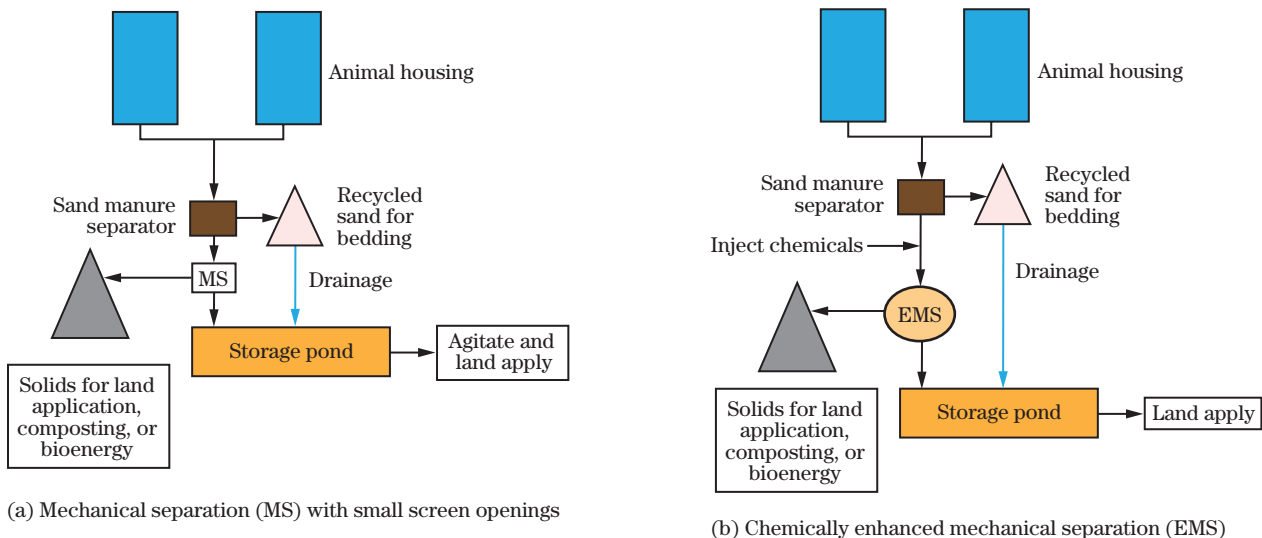 Animal housing
Sand manure
separator
Recycled
sand for
bedding
MS
Drainage
Storage pond
Agitate and
land apply
Solids for land
application,
composting, or
bioenergy
(a) Mechanical separation (MS) with small screen openings
Animal housing
Sand manure
separator
Recycled
sand for
bedding
Inject chemicals
Drainage
EMS
Storage pond
Land apply
Solids for land
application,
composting, or
bioenergy
(b) Chemically enhanced mechanical separation (EMS)